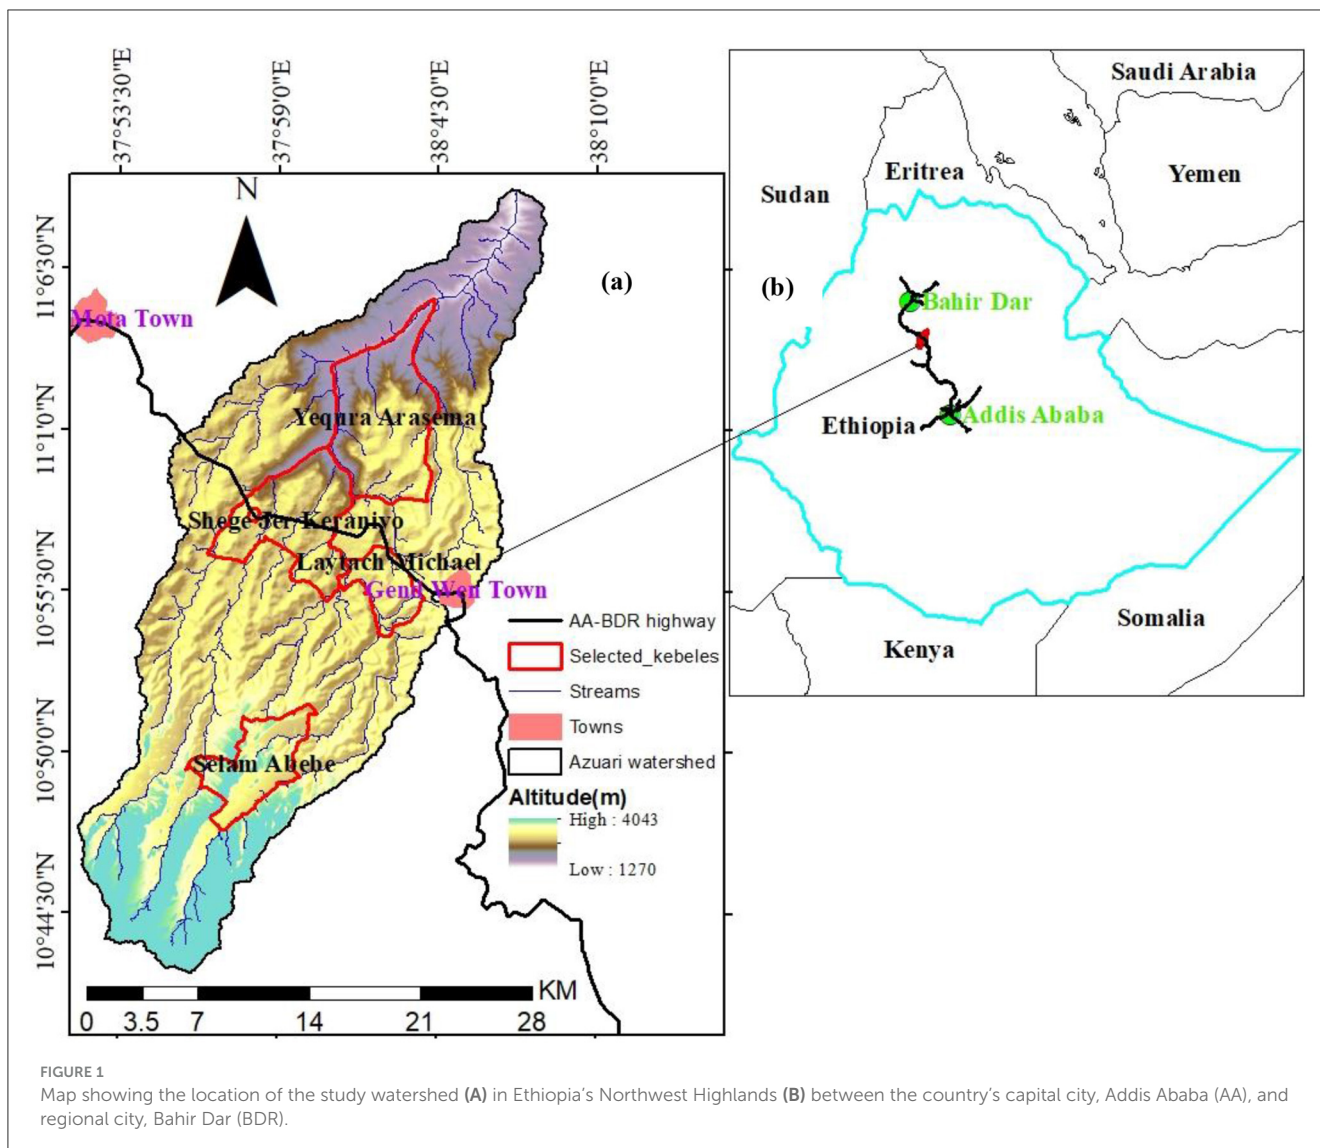 37°53'30"E
37°59'0"E
38°4'30"E
38°10'0"E
11°6'30"N
11°1'0"N
10°55'30"N
10°50'0"N
10°44'30"N
N
(a)
Mota Town
Yequra Arasema
Shege Jer Keraniyo
Laytach Michael
Gend Wen Town
Selam Abebe
AA-BDR highway
Selected_kebeles
Streams
Towns
Azuari watershed
Altitude(m)
High : 4043
Low : 1270
KM
0 3.5 7 14 21 28
Saudi Arabia
Eritrea
Yemen
Sudan
(b)
Bahir Dar
Addis Ababa
Ethiopia
Somalia
Kenya
FIGURE 1
Map showing the location of the study watershed (A) in Ethiopia's Northwest Highlands (B) between the country's capital city, Addis Ababa (AA), and
regional city, Bahir Dar (BDR).